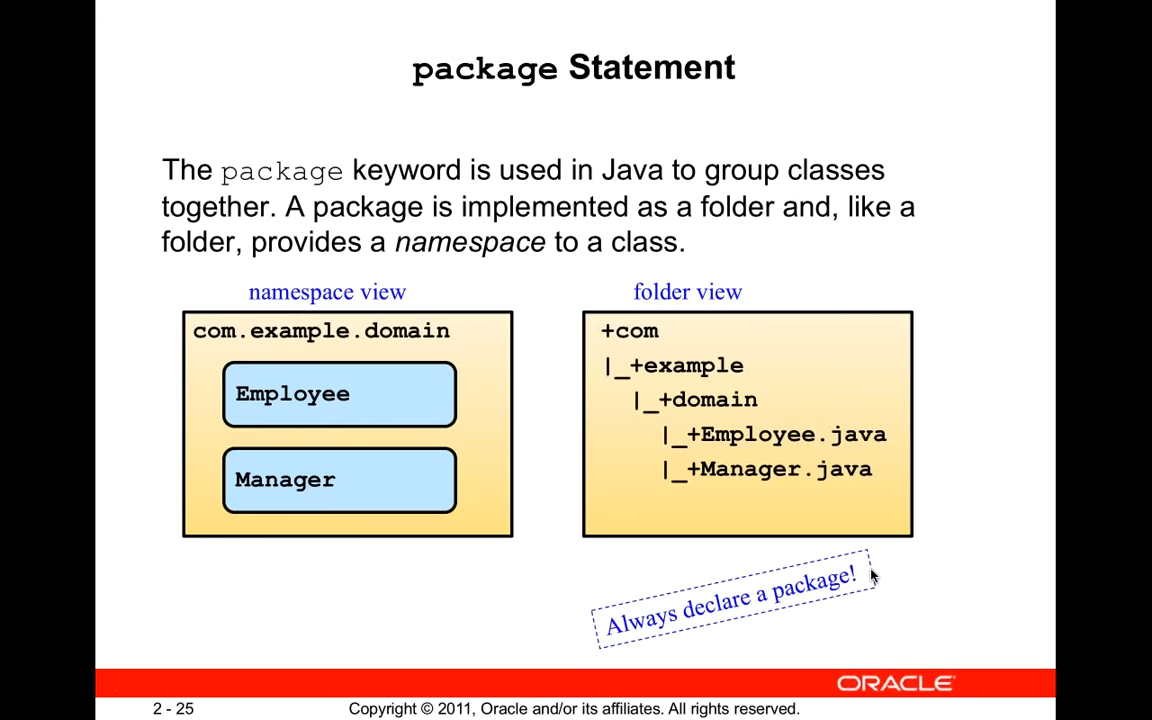 package Statement
The package keyword is used in Java to group classes
together. A package is implemented as a folder and, like a
folder, provides a namespace to a class.
namespace view
com.example.domain
Employee
Manager
folder view
+com
|_+example
|_+domain
|_+Employee.java
|_+Manager.java
Always declare a package!
ORACLE
2 - 25
Copyright © 2011, Oracle and/or its affiliates. All rights reserved.